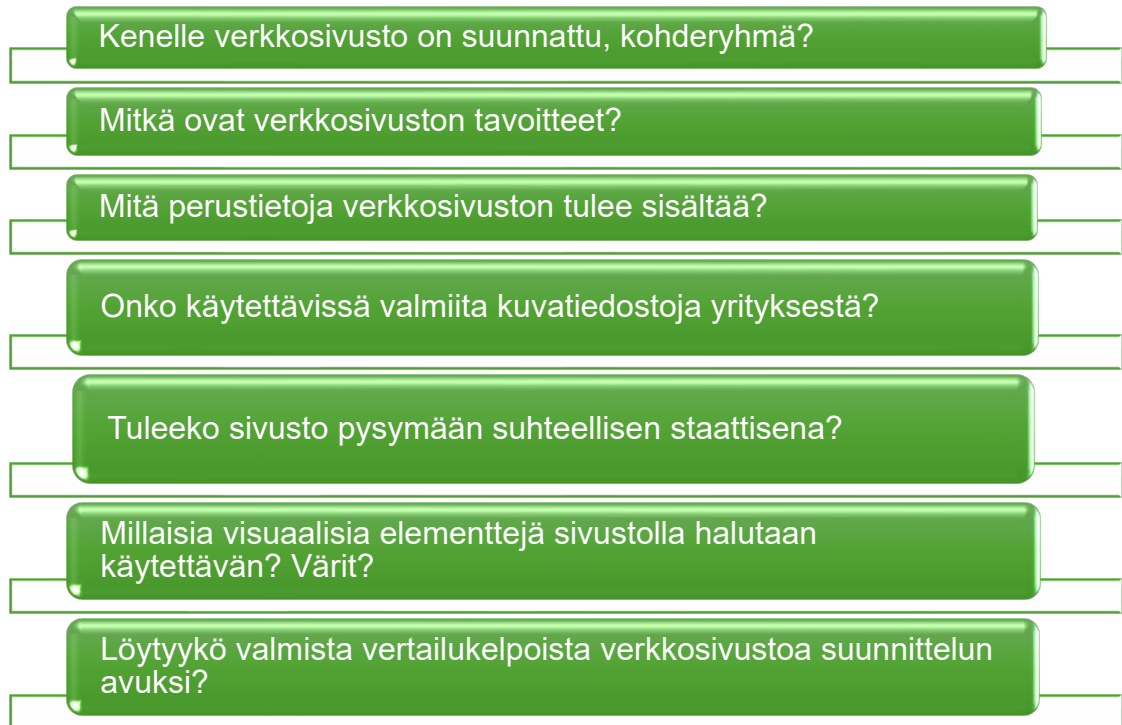 Kenelle verkkosivusto on suunnattu, kohderyhmä?
Mitkä ovat verkkosivuston tavoitteet?
Mitä perustietoja verkkosivuston tulee sisältää?
Onko käytettävissä valmiita kuvatiedostoja yrityksestä?
Tuleeko sivusto pysymään suhteellisen staattisena?
Millaisia visuaalisia elementtejä sivustolla halutaan
käytettävän? Värit?
Löytyykö valmista vertailukelpoista verkkosivustoa suunnittelun
avuksi?